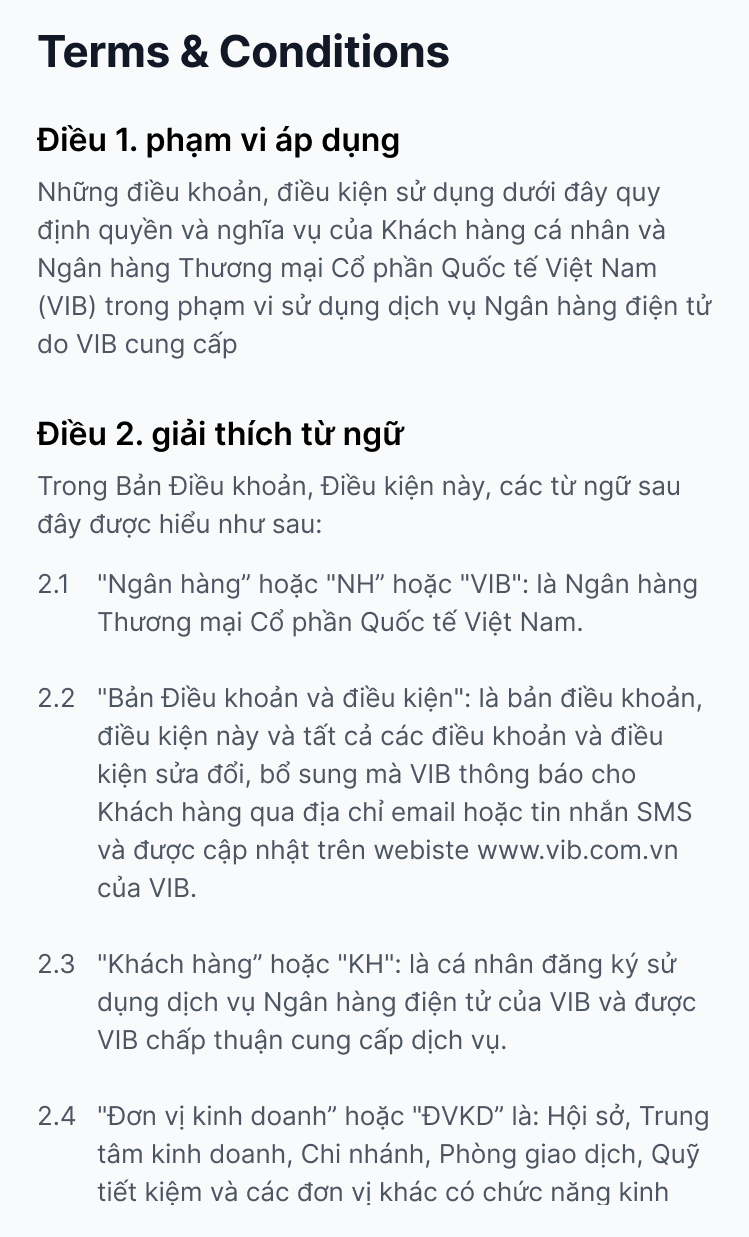 Terms & Conditions
Điều 1. phạm vi áp dụng
Những điều khoản, điều kiện sử dụng dưới đây quy
định quyền và nghĩa vụ của Khách hàng cá nhân và
Ngân hàng Thương mại Cổ phần Quốc tế Việt Nam
(VIB) trong phạm vi sử dụng dịch vụ Ngân hàng điện tử
do VIB cung cấp
Điều 2. giải thích từ ngữ
Trong Bản Điều khoản, Điều kiện này, các từ ngữ sau
đây được hiểu như sau:
2.1 "Ngân hàng” hoặc "NH” hoặc "VIB": là Ngân hàng
Thương mại Cổ phần Quốc tế Việt Nam.
2.2 "Bản Điều khoản và điều kiện": là bản điều khoản,
điều kiện này và tất cả các điều khoản và điều
kiện sửa đổi, bổ sung mà VIB thông báo cho
Khách hàng qua địa chỉ email hoặc tin nhắn SMS
và được cập nhật trên webiste www.vib.com.vn
của VIB.
2.3 "Khách hàng” hoặc "KH": là cá nhân đăng ký sử
dụng dịch vụ Ngân hàng điện tử của VIB và được
VIB chấp thuận cung cấp dịch vụ.
2.4 "Đơn vị kinh doanh” hoặc "ĐVKD” là: Hội sở, Trung
tâm kinh doanh, Chi nhánh, Phòng giao dịch, Quỹ
tiết kiệm và các đơn vị khác có chức năng kinh